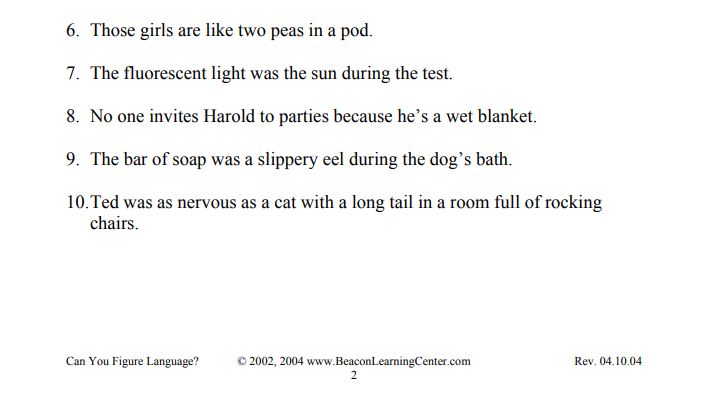 6. Those girls are like two peas in a pod.
7. The fluorescent light was the sun during the test.
8. No one invites Harold to parties because he’s a wet blanket.
9. The bar of soap was a slippery eel during the dog’s bath.
10.Ted was as nervous as a cat with a long tail in a room full of rocking
chairs.
Can You Figure Language? © 2002, 2004 www.BeaconLearningCenter.com Rev. 04.10.04
2